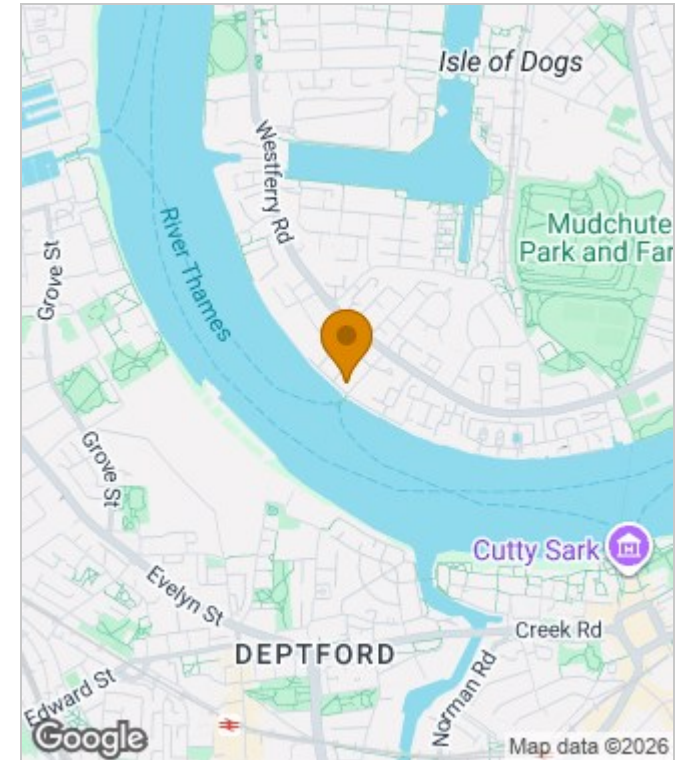 Isle of Dogs
Westferry Rd
River Thames
Mudchute
Park and Far
Grove St
Grove St
Cutty Sark
Evelyn St
Creek Rd
DEPTFORD
Norman Rd
Edward St
Google
Map data ©2026